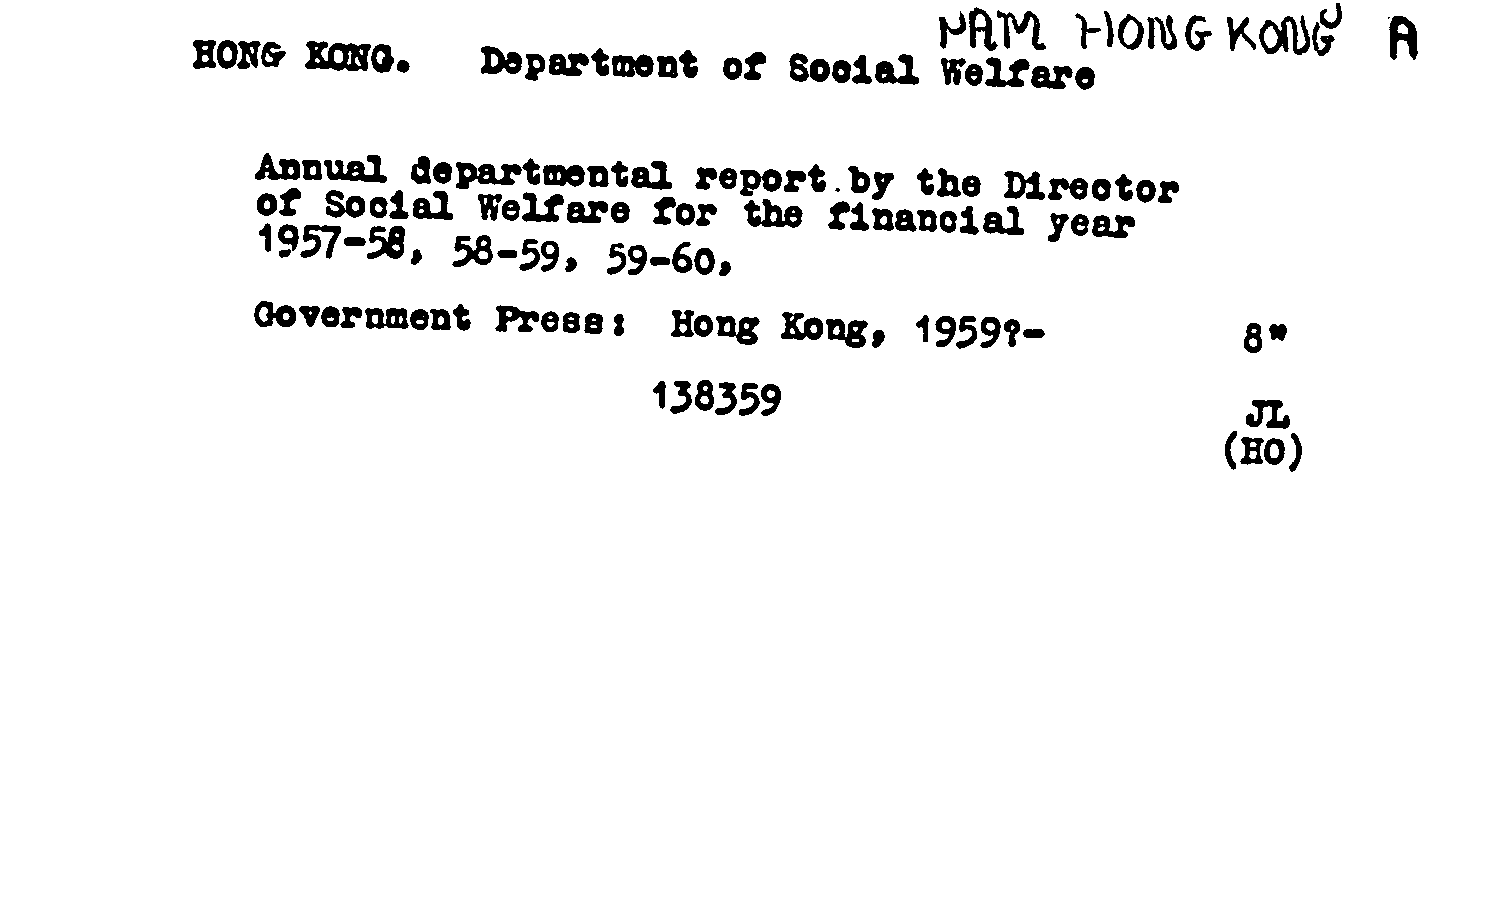 PAM HONG KONG A
HONG KONG. Department of Social Welfare
Annual departmental report by the Director
of Social Welfare for the financial year
1957-58, 58-59, 59-60,
Government Press: Hong Kong, 1959?- 8"
138359 JL
(HO)